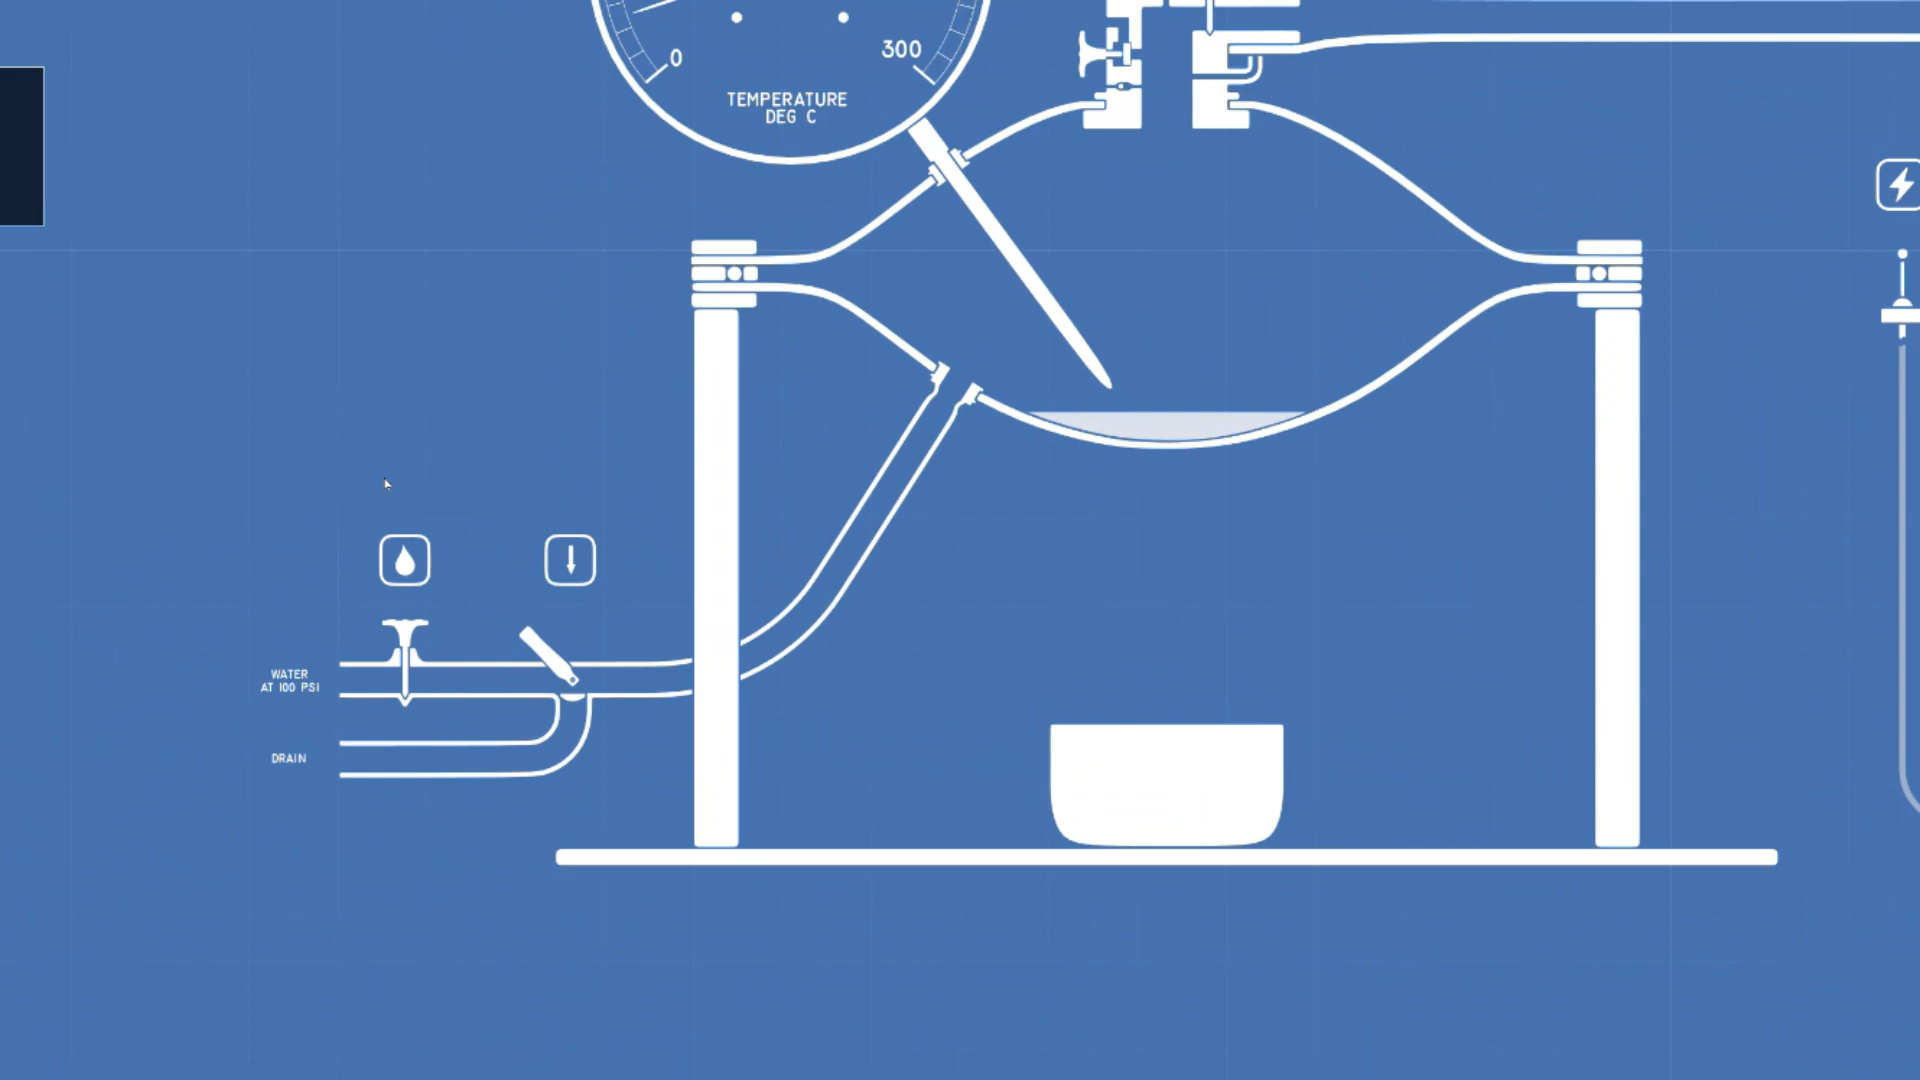 0
300
TEMPERATURE
DEG C
WATER
AT 100 PSI
DRAIN